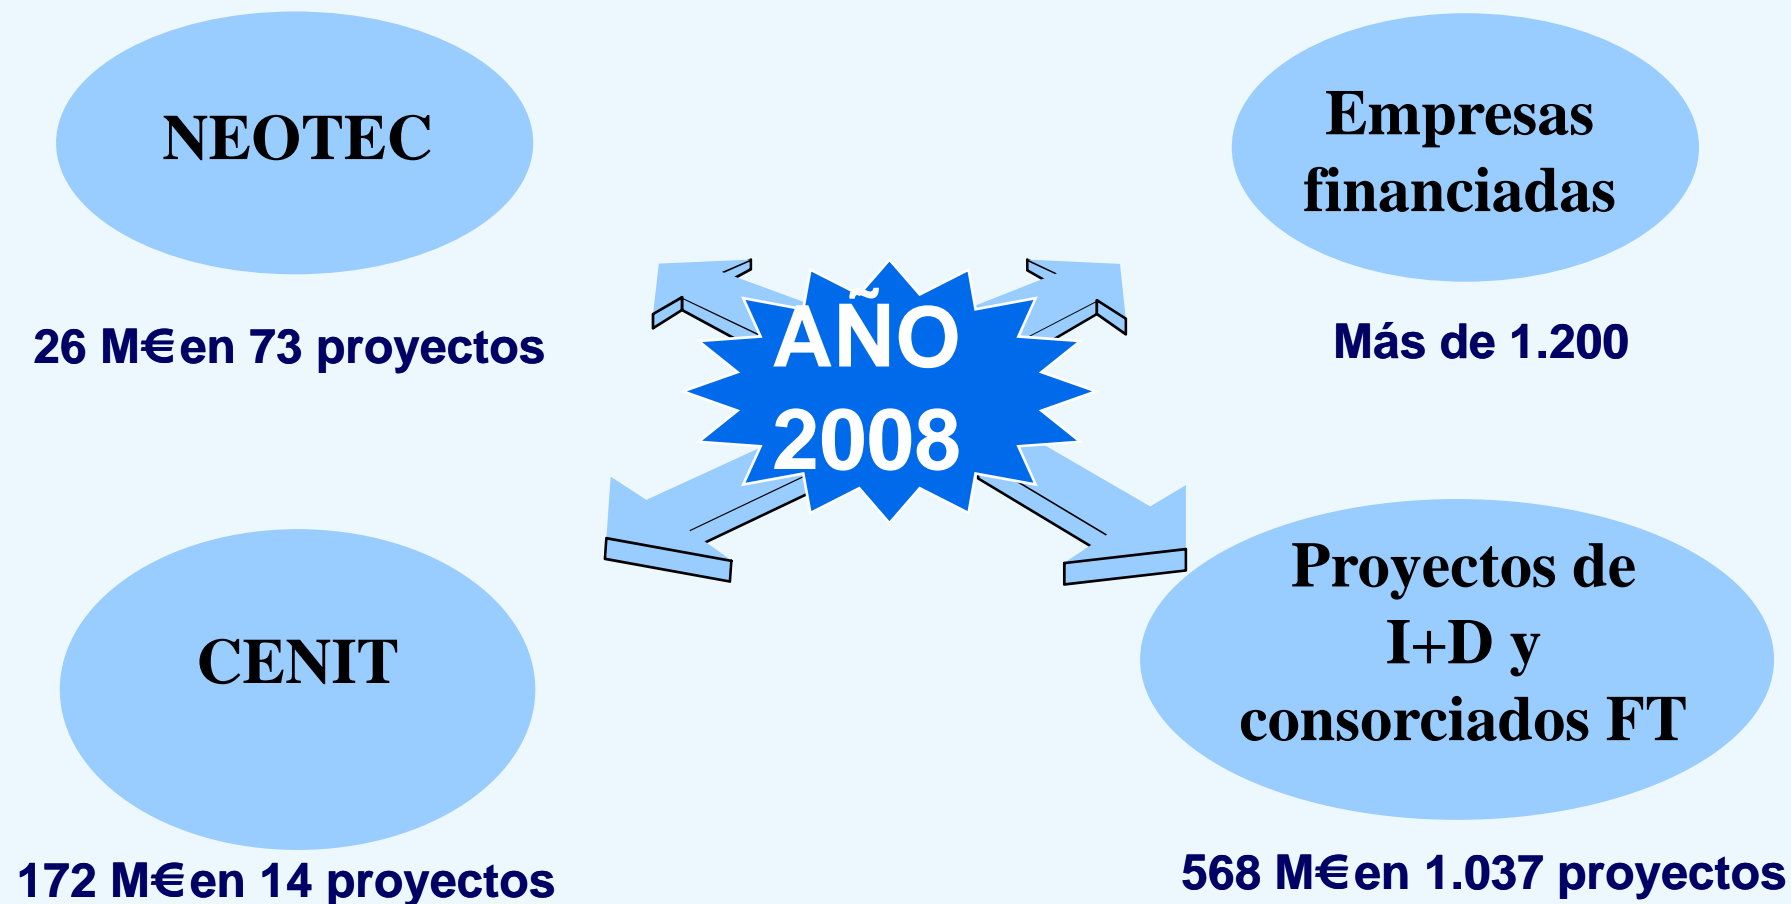 NEOTEC
26 M€ en 73 proyectos
Empresas
financiadas
Más de 1.200
AÑO
2008
CENIT
172 M€ en 14 proyectos
Proyectos de
I+D y
consorciados FT
568 M€ en 1.037 proyectos